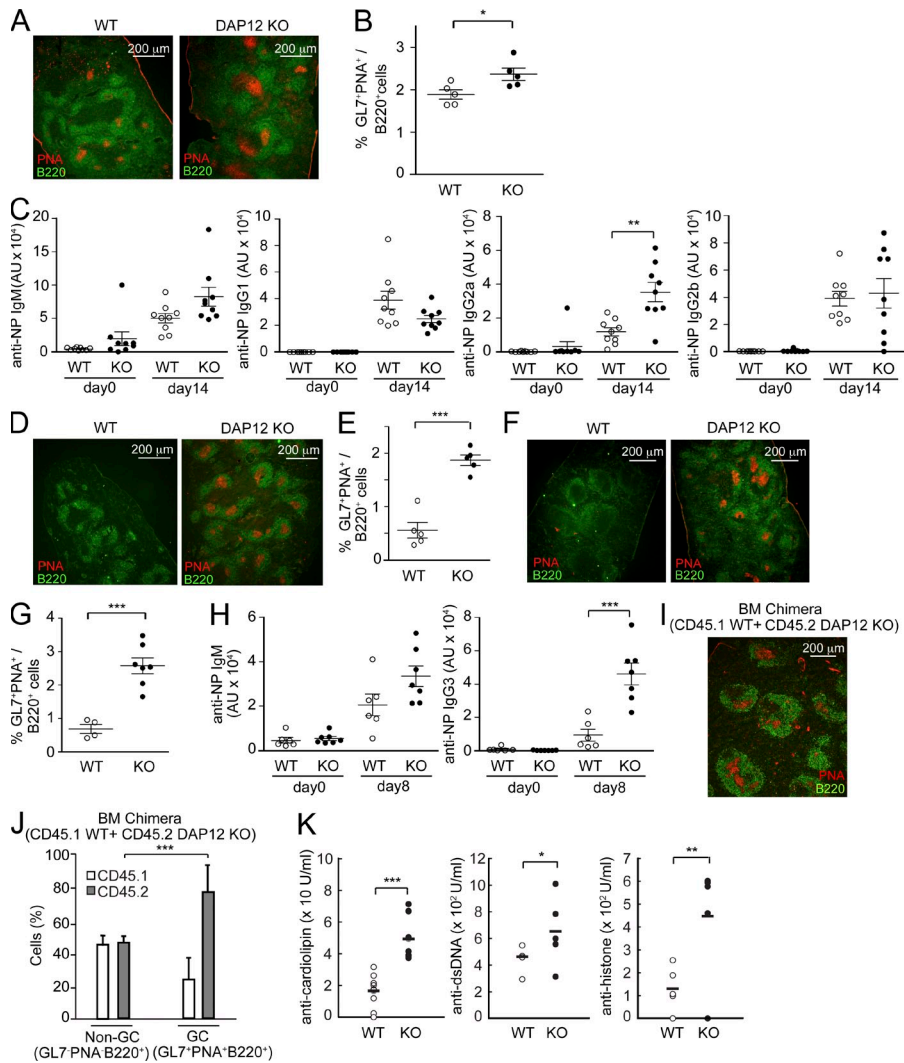 A
WT
DAP12 KO
200 µm
200 µm
PNA
B220
B
*
% GL7⁺PNA⁺ /
B220⁺cells
3
2
1
0
WT
KO
C
anti-NP IgM(AU x 10⁴)
20
15
10
5
0
WT KO WT KO
day0 day14
anti-NP IgG1 (AU x 10⁴)
10
8
6
4
2
0
WT KO WT KO
day0 day14
anti-NP IgG2a (AU x 10⁴)
**
8
6
4
2
0
WT KO WT KO
day0 day14
anti-NP IgG2b (AU x 10⁴)
10
8
6
4
2
0
WT KO WT KO
day0 day14
D
WT
DAP12 KO
200 µm
200 µm
PNA
B220
E
***
% GL7⁺PNA⁺ /
B220⁺ cells
2
1
0
WT
KO
F
WT
DAP12 KO
200 µm
200 µm
PNA
B220
G
***
% GL7⁺PNA⁺ /
B220⁺ cells
4
3
2
1
0
WT
KO
H
anti-NP IgM
(AU x 10⁴)
8
6
4
2
0
WT KO WT KO
day0 day8
anti-NP IgG3 (AU x 10⁴)
***
10
8
6
4
2
0
WT KO WT KO
day0 day8
I
BM Chimera
(CD45.1 WT+ CD45.2 DAP12 KO)
200 µm
PNA
B220
J
BM Chimera
(CD45.1 WT+ CD45.2 DAP12 KO)
***
CD45.1
CD45.2
Cells (%)
100
80
60
40
20
0
Non-GC
(GL7⁻PNA⁻B220⁺)
GC
(GL7⁺PNA⁺B220⁺)
K
anti-cardiolipin (x 10 U/ml)
***
10
8
6
4
2
0
WT KO
anti-dsDNA (x 10² U/ml)
*
12
10
8
6
4
2
0
WT KO
anti-histone (x 10² U/ml)
**
7
6
5
4
3
2
1
0
WT KO